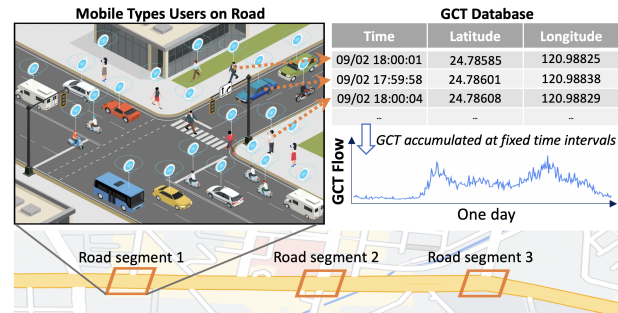 Mobile Types Users on Road
GCT Database
Time Latitude Longitude
09/02 18:00:01 24.78585 120.98825
09/02 17:59:58 24.78601 120.98838
09/02 18:00:04 24.78608 120.98829
.. .. ..
GCT accumulated at fixed time intervals
GCT Flow
One day
Road segment 1
Road segment 2
Road segment 3